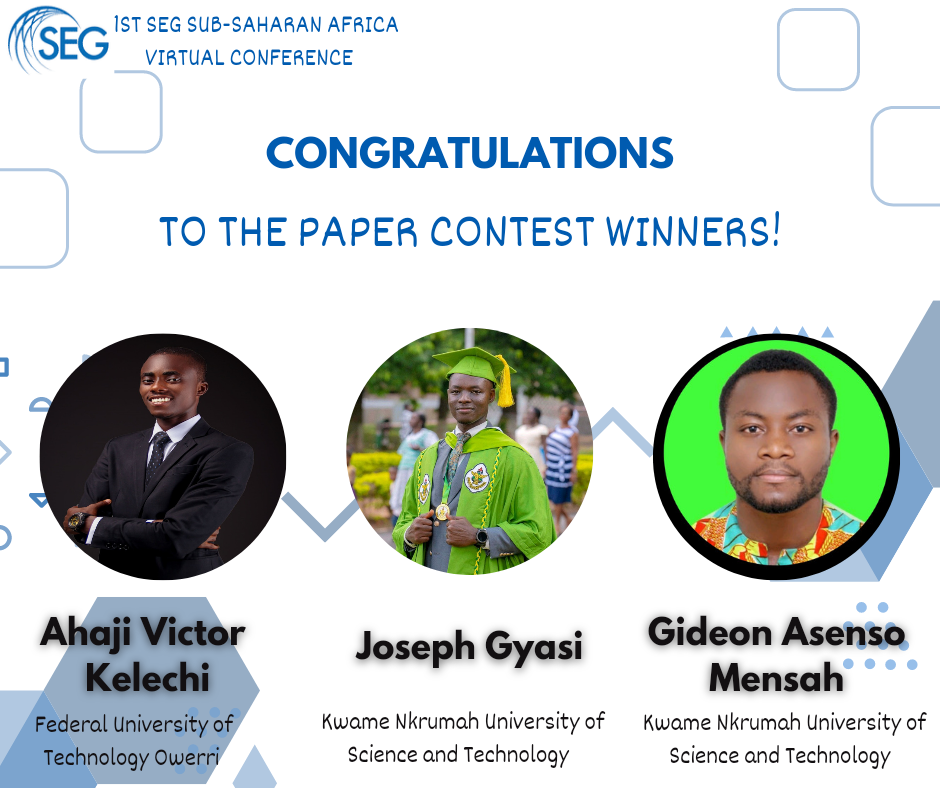 SEG
1ST SEG SUB-SAHARAN AFRICA
VIRTUAL CONFERENCE
CONGRATULATIONS
TO THE PAPER CONTEST WINNERS!
Ahaji Victor
Kelechi
Federal University of
Technology Owerri
Joseph Gyasi
Kwame Nkrumah University of
Science and Technology
Gideon Asenso
Mensah
Kwame Nkrumah University of
Science and Technology